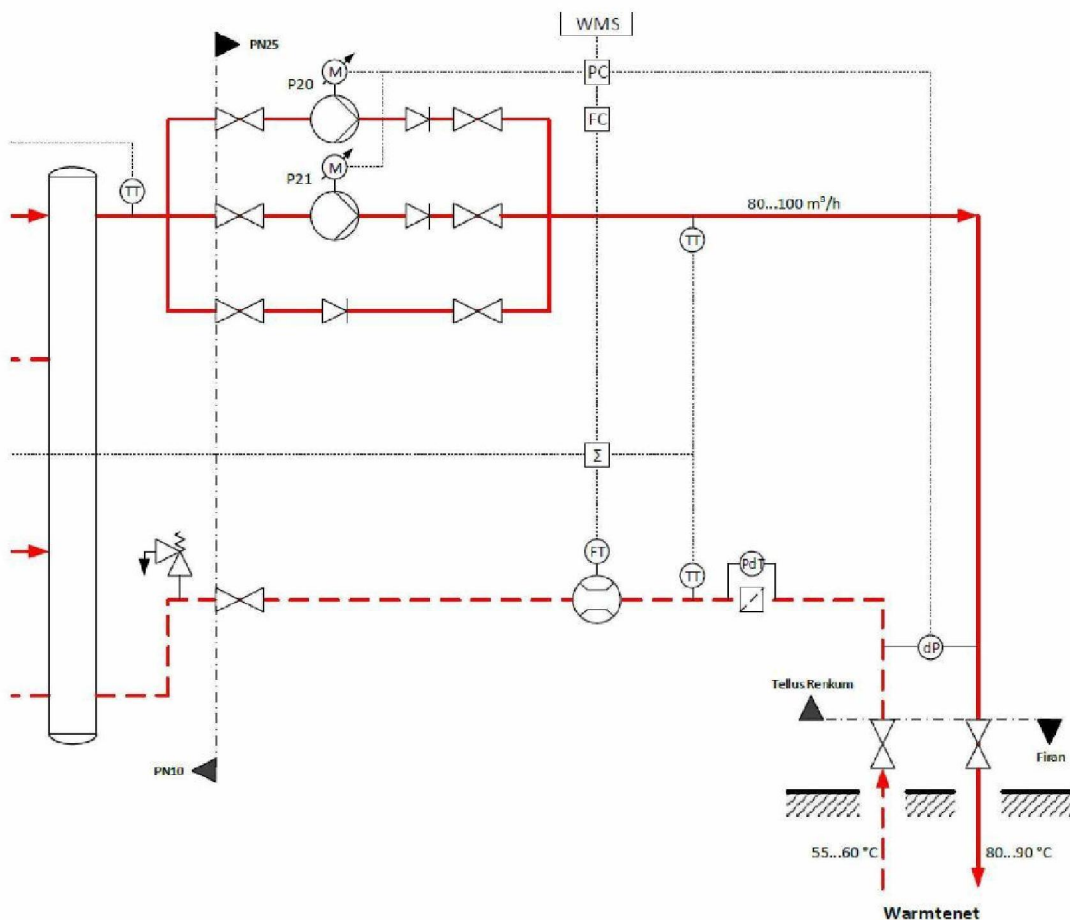 WMS
PN25
M
PC
P20
FC
M
P21
TT
80...100 m³/h
TT
Σ
FT
TT
PdT
dP
Tellus Renkum
Firan
PN10
55...60 °C
80...90 °C
Warmtenet